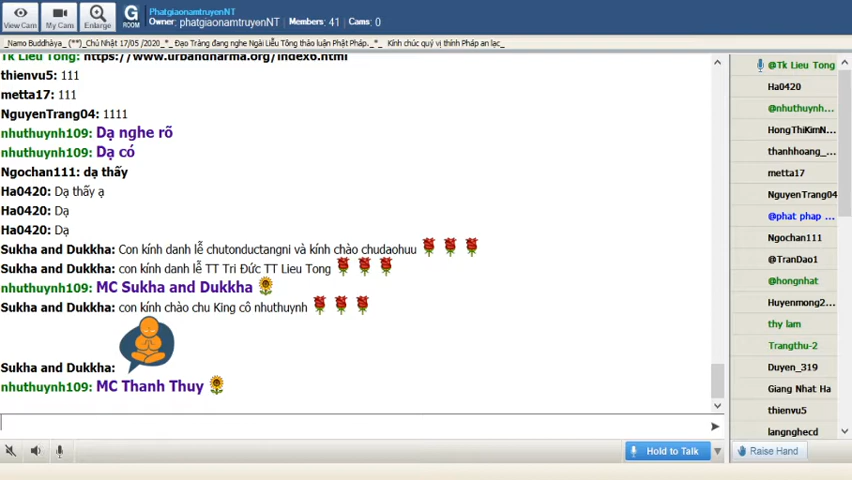 View Cam
My Cam
Enlarge
G
ROOM
PhatgiaonamtruyenNT
Owner: phatgiaonamtruyenNT | Members: 41 | Cams: 0
_Namo Buddhàya_ (**)_Chủ Nhật 17/05 /2020_*_ Đạo Tràng đang nghe Ngài Liễu Tông thảo luận Phật Pháp._*_ Kính chúc quý vị thính Pháp an lạc_
Tk Lieu Tong: https://www.urbandharma.org/index6.html
thienvu5: 111
metta17: 111
NguyenTrang04: 1111
nhuthuynh109: Dạ nghe rõ
nhuthuynh109: Dạ có
Ngochan111: dạ thấy
Ha0420: Dạ thấy ạ
Ha0420: Dạ
Ha0420: Dạ
Sukha and Dukkha: Con kính danh lễ chutonductangni và kính chào chudaohuu
Sukha and Dukkha: con kính danh lễ TT Tri Đức TT Lieu Tong
nhuthuynh109: MC Sukha and Dukkha
Sukha and Dukkha: con kính chào chu King cô nhuthuynh
Sukha and Dukkha:
nhuthuynh109: MC Thanh Thuy
Hold to Talk
@Tk Lieu Tong
Ha0420
@nhuthuynh...
HongThiKimN...
thanhhoang_...
metta17
NguyenTrang04
@phat phap ...
Ngochan111
@TranDao1
@hongnhat
Huyenmong2...
thy lam
Trangthu-2
Duyen_319
Giang Nhat Ha
thienvu5
langnghecd
Raise Hand